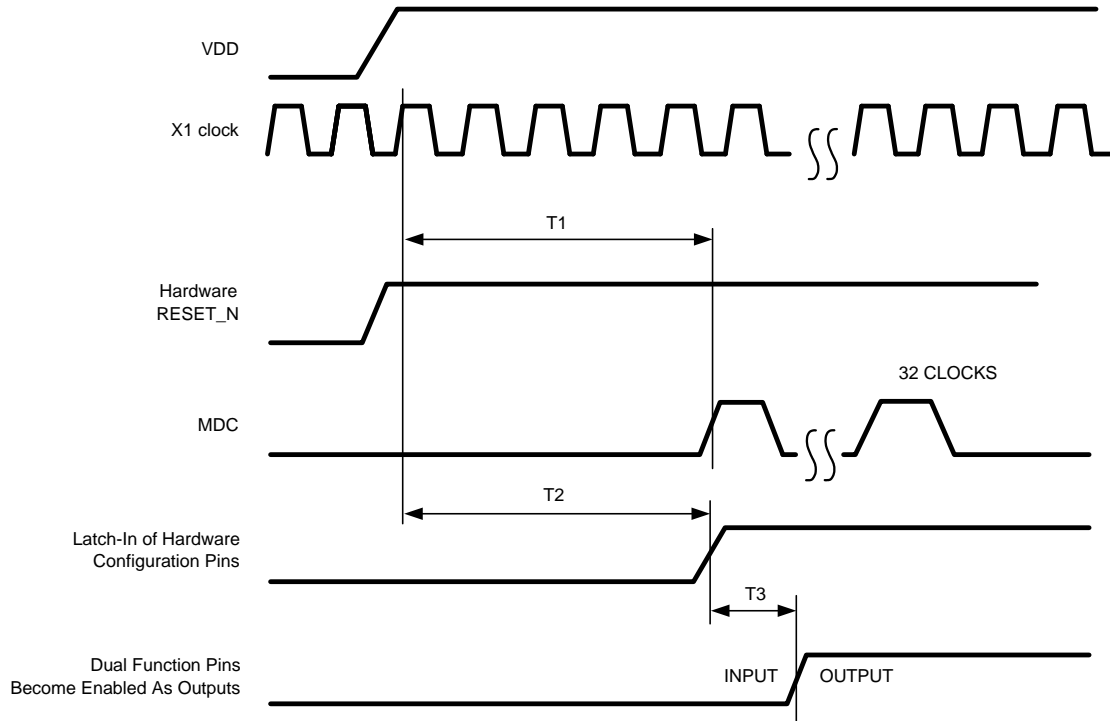 VDD
X1 clock
T1
Hardware
RESET_N
32 CLOCKS
MDC
T2
Latch-In of Hardware
Configuration Pins
T3
Dual Function Pins
Become Enabled As Outputs
INPUT
OUTPUT